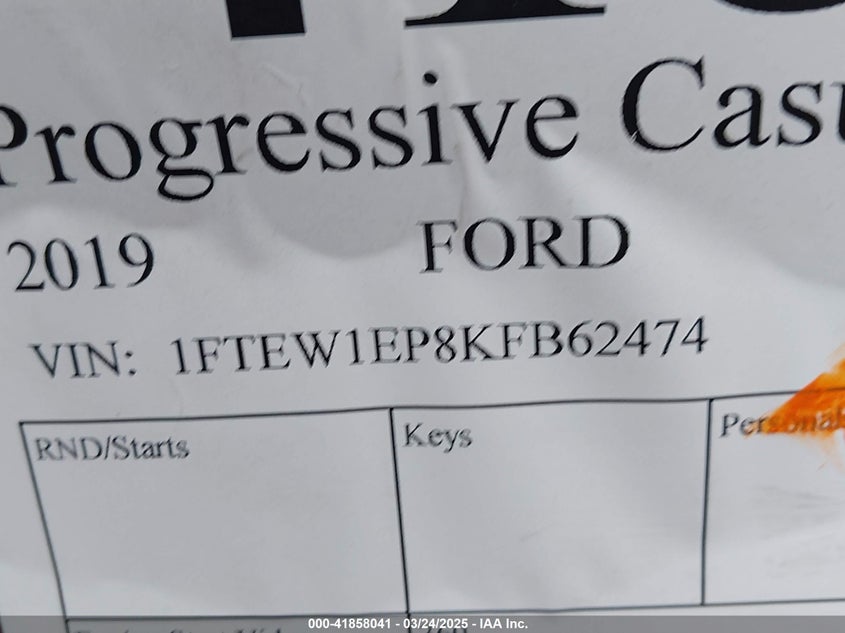 Progressive Casu
2019 FORD
VIN: 1FTEW1EP8KFB62474
RND/Starts Keys Personal
000-41858041 - 03/24/2025 - IAA Inc.